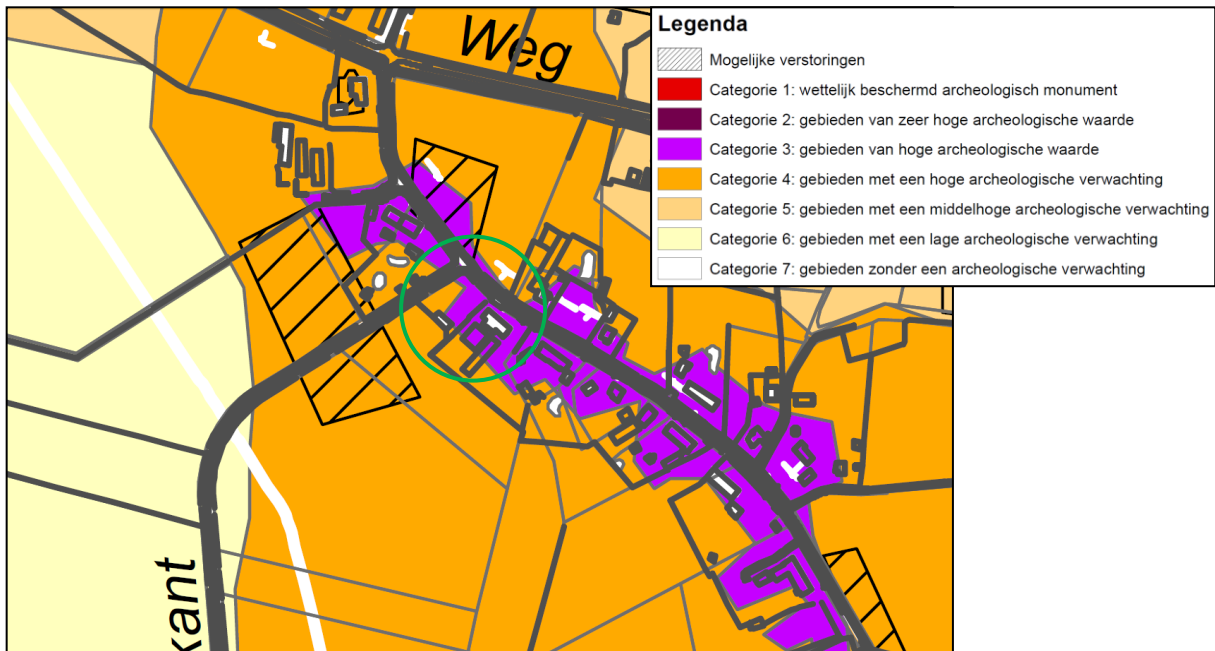 Weg
kant
Legenda
Mogelijke verstoringen
Categorie 1: wettelijk beschermd archeologisch monument
Categorie 2: gebieden van zeer hoge archeologische waarde
Categorie 3: gebieden van hoge archeologische waarde
Categorie 4: gebieden met een hoge archeologische verwachting
Categorie 5: gebieden met een middelhoge archeologische verwachting
Categorie 6: gebieden met een lage archeologische verwachting
Categorie 7: gebieden zonder een archeologische verwachting